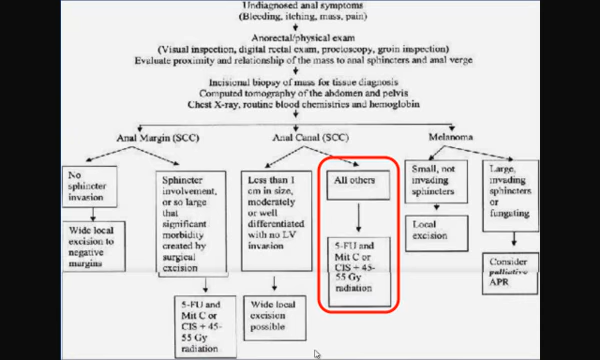 Undiagnosed anal symptoms
(Bleeding, itching, mass, pain)
Anorectal/physical exam
(Visual inspection, digital rectal exam, proctoscopy, groin inspection)
Evaluate proximity and relationship of the mass to anal sphincters and anal verge
Incisional biopsy of mass for tissue diagnosis
Computed tomography of the abdomen and pelvis
Chest X-ray, routine blood chemistries and hemoglobin
Anal Margin (SCC)
Anal Canal (SCC)
Melanoma
No
sphincter
invasion
Wide local
excision to
negative
margins
Sphincter
involvement,
or so large
that
significant
morbidity
created by
surgical
excision
5-FU and
Mit C or
CIS + 45-
55 Gy
radiation
Less than 1
cm in size,
moderately
or well
differentiated
with no LV
invasion
Wide local
excision
possible
All others
5-FU and
Mit C or
CIS + 45-
55 Gy
radiation
Small, not
invading
sphincters
Local
excision
Large,
invading
sphincters
or
fungating
Consider
palliative
APR